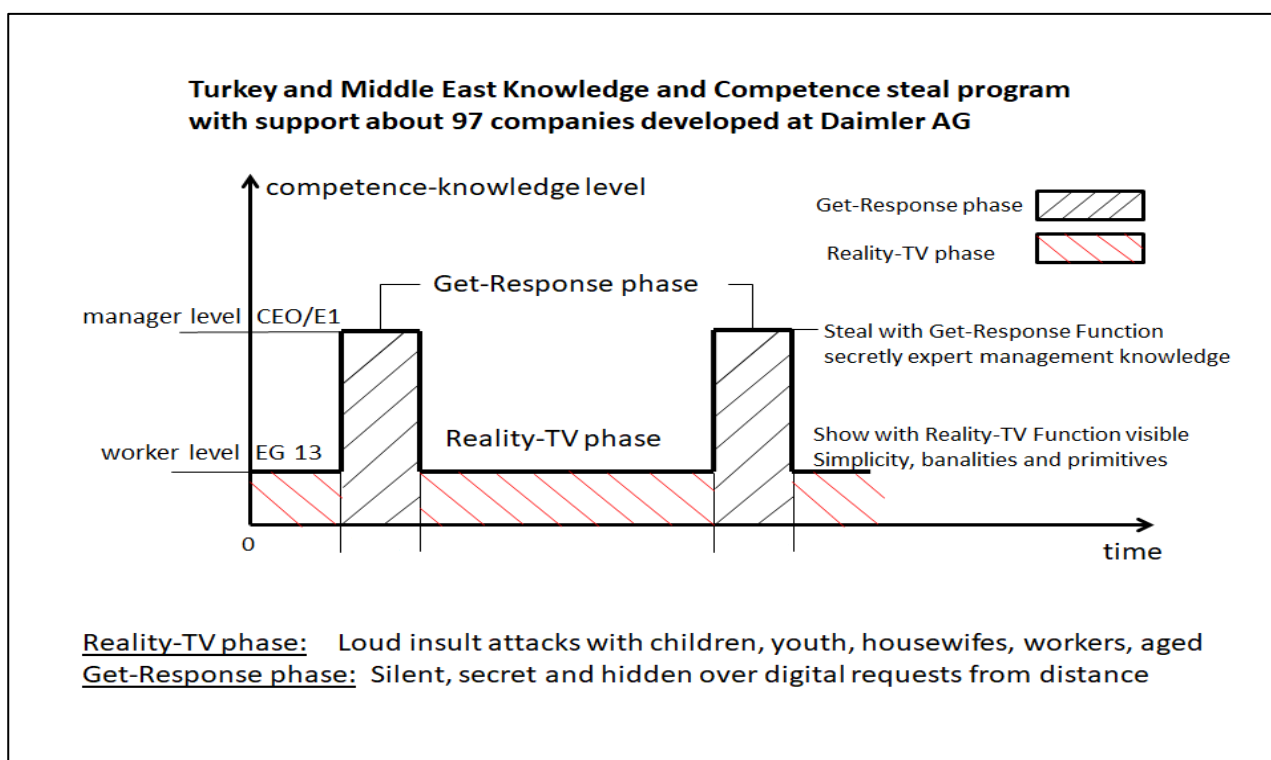 Turkey and Middle East Knowledge and Competence steal program
with support about 97 companies developed at Daimler AG
competence-knowledge level
Get-Response phase
Reality-TV phase
Get-Response phase
manager level CEO/E1
Steal with Get-Response Function
secretly expert management knowledge
worker level EG 13
Reality-TV phase
Show with Reality-TV Function visible
Simplicity, banalities and primitives
0
time
Reality-TV phase: Loud insult attacks with children, youth, housewifes, workers, aged
Get-Response phase: Silent, secret and hidden over digital requests from distance